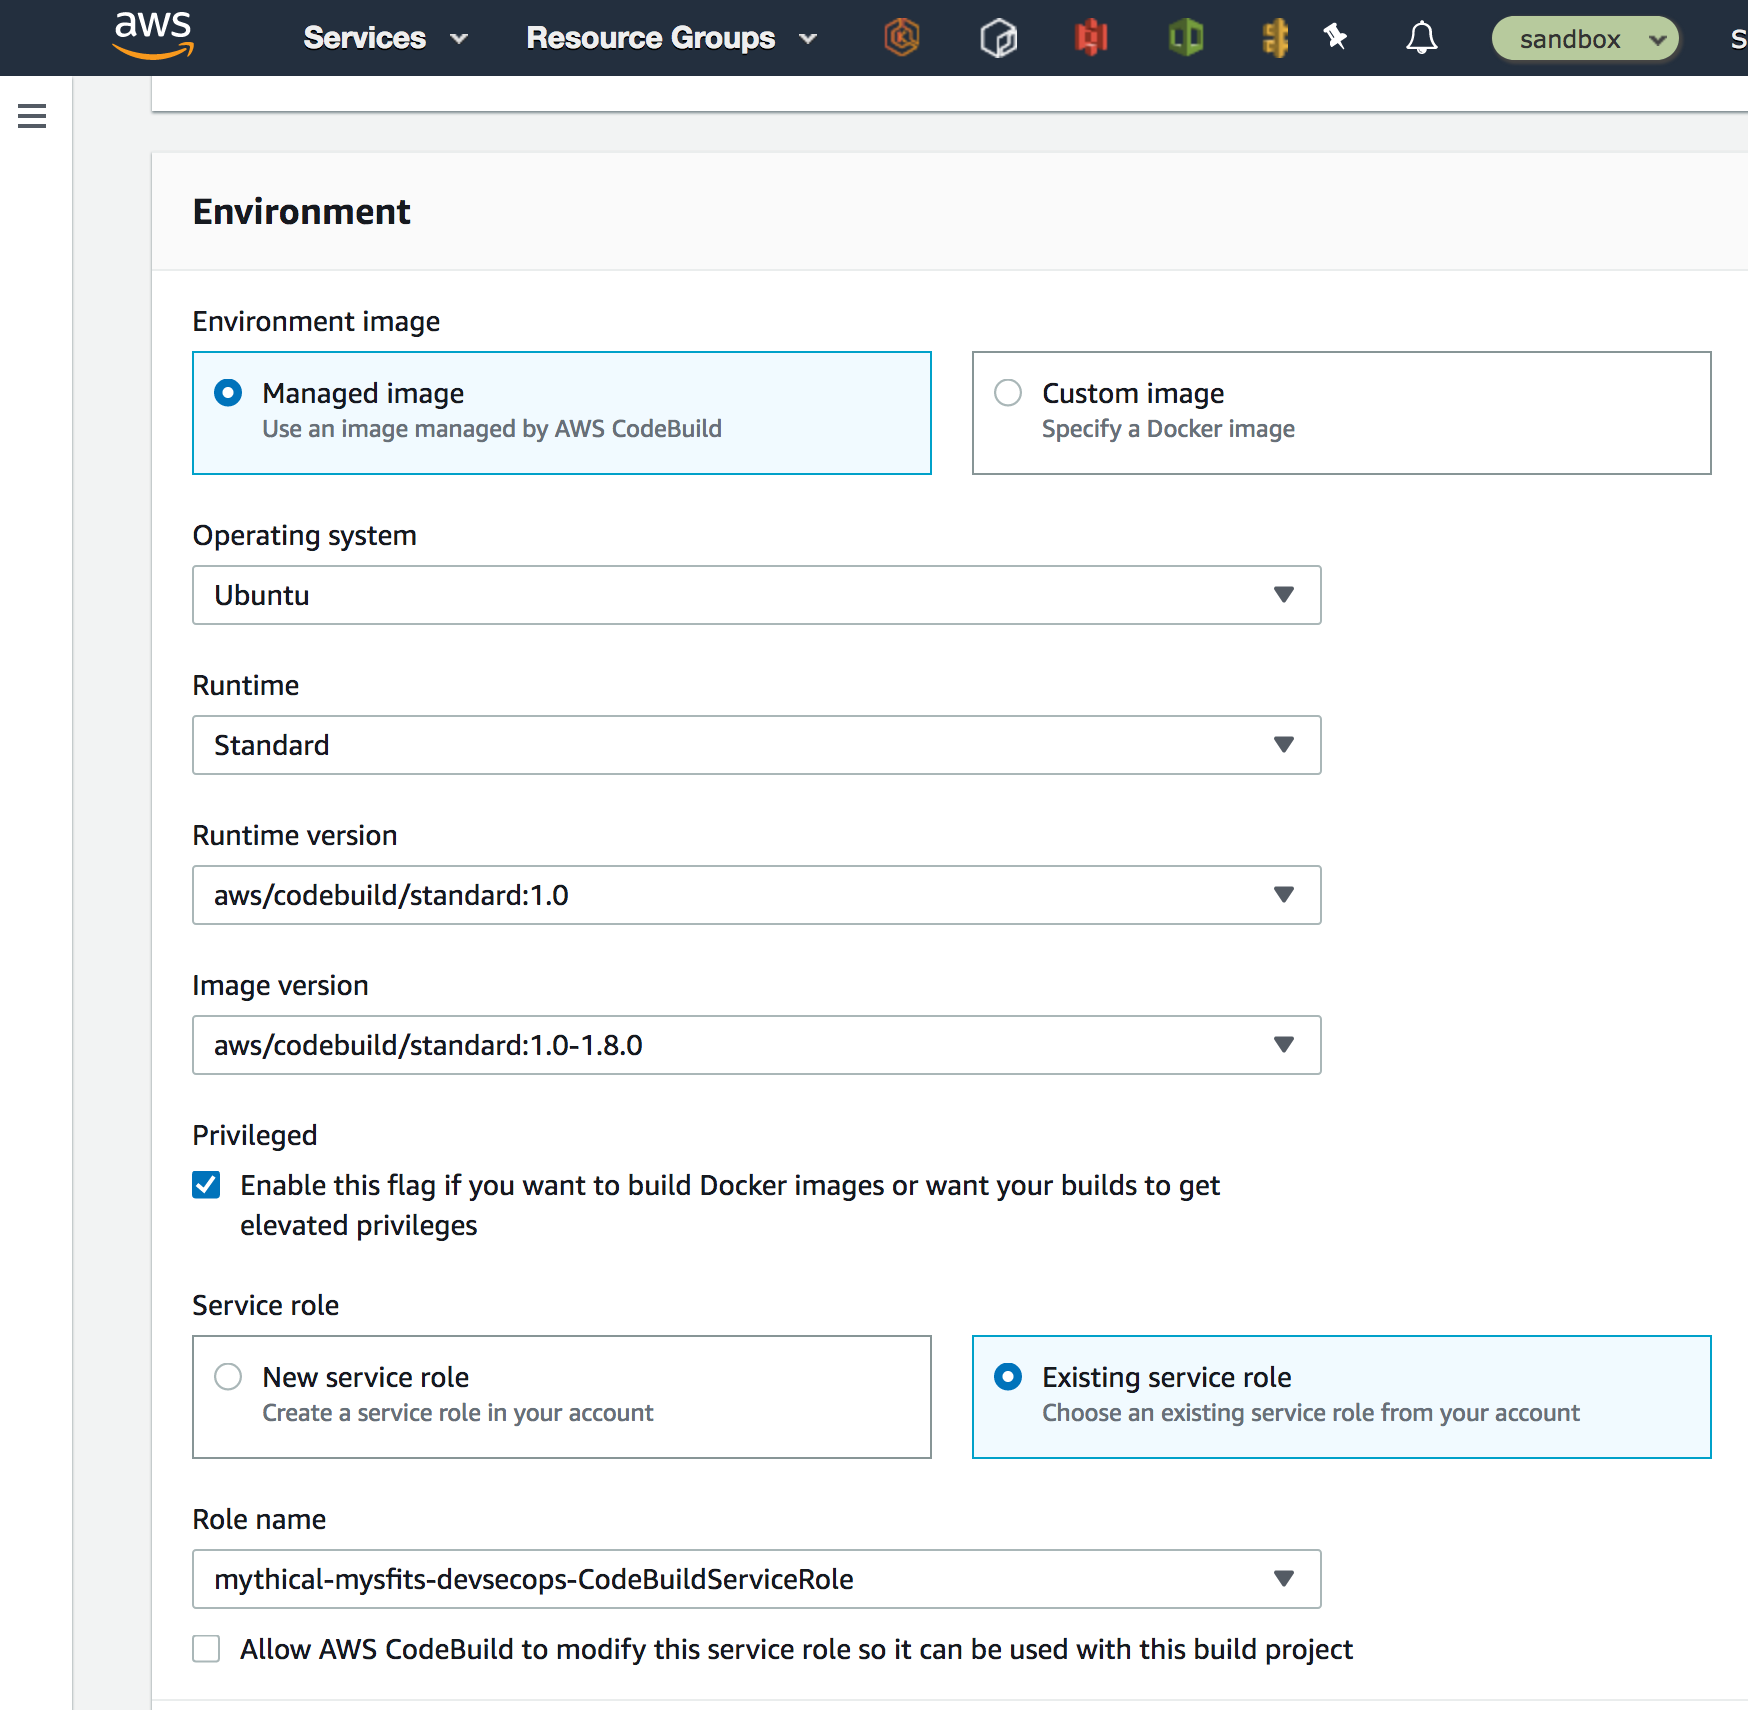 aws Services Resource Groups sandbox S
Environment
Environment image
Managed image
Use an image managed by AWS CodeBuild
Custom image
Specify a Docker image
Operating system
Ubuntu
Runtime
Standard
Runtime version
aws/codebuild/standard:1.0
Image version
aws/codebuild/standard:1.0-1.8.0
Privileged
Enable this flag if you want to build Docker images or want your builds to get
elevated privileges
Service role
New service role
Create a service role in your account
Existing service role
Choose an existing service role from your account
Role name
mythical-mysfits-devsecops-CodeBuildServiceRole
Allow AWS CodeBuild to modify this service role so it can be used with this build project